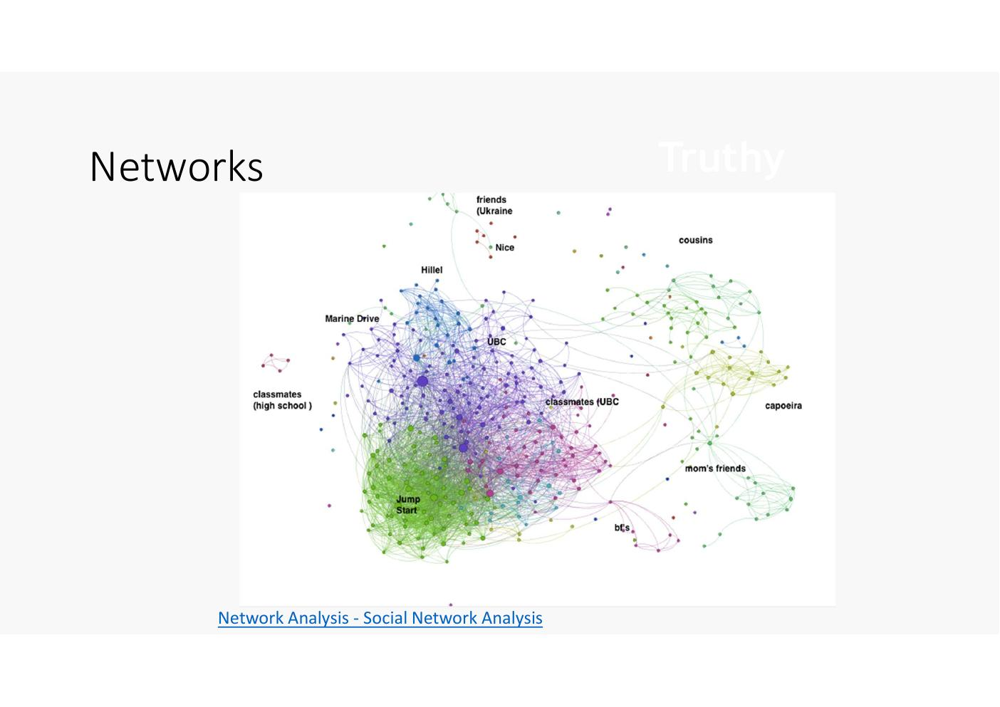 Networks
Truthy
friends
(Ukraine
Nice
cousins
Hillel
Marine Drive
UBC
classmates
(high school )
classmates (UBC
capoeira
mom's friends
Jump
Start
bf's
Network Analysis - Social Network Analysis